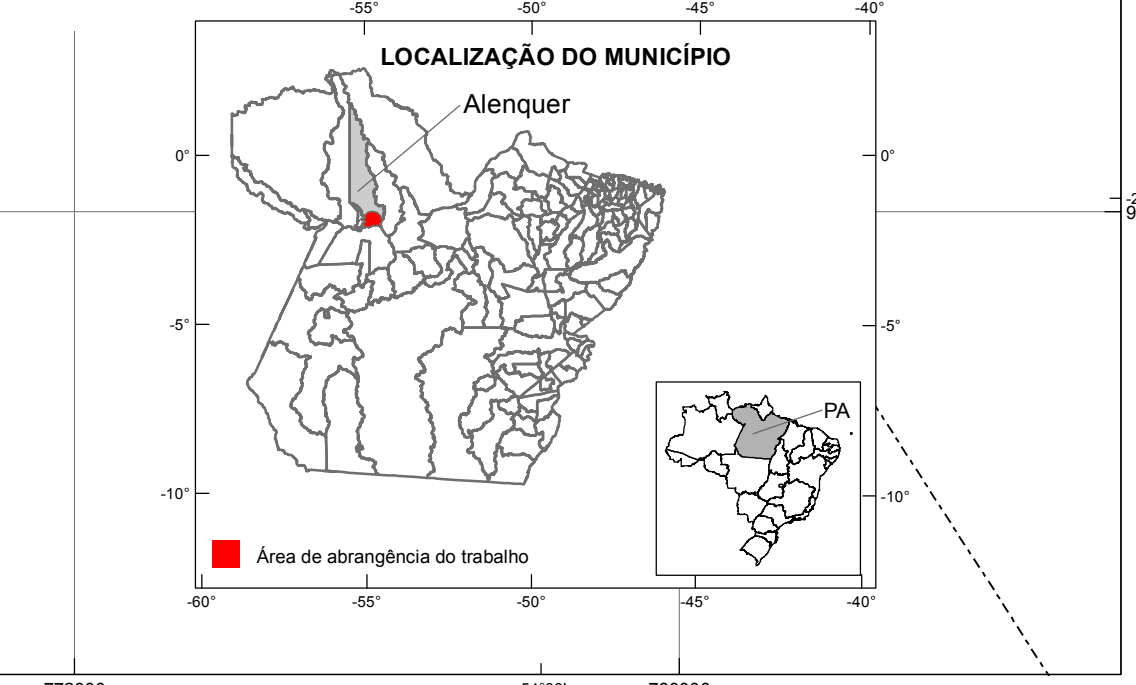 -55° -50° -45° -40°
LOCALIZAÇÃO DO MUNICÍPIO
Alenquer
0° 0°
-5° -5°
PA
-10° -10°
Área de abrangência do trabalho
-60° -55° -50° -45° -40°